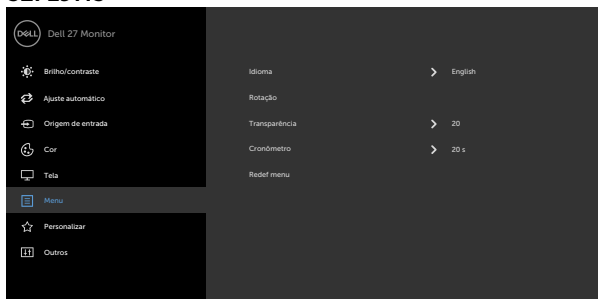 DELL Dell 27 Monitor
Brilho/contraste Idioma English
Ajuste automático Rotação
Origem de entrada Transparência 20
Cor Cronômetro 20 s
Tela Redef menu
Menu
Personalizar
Outros